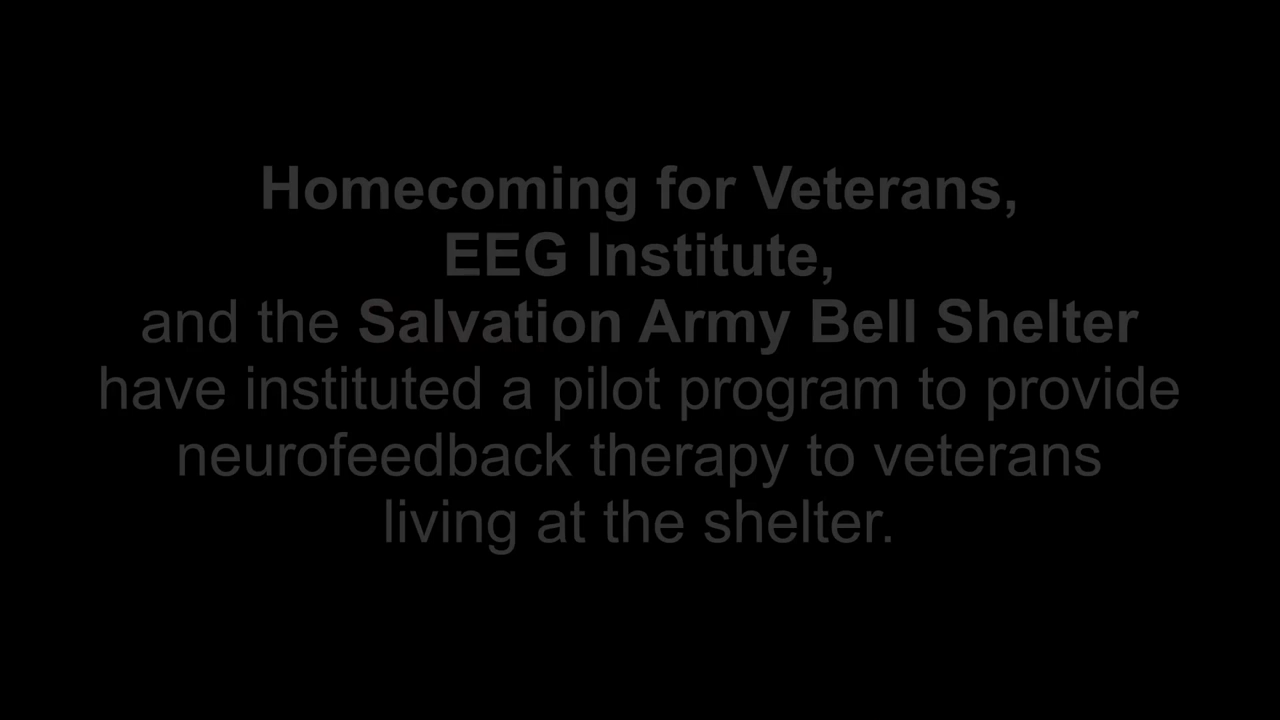 Homecoming for Veterans,
EEG Institute,
and the Salvation Army Bell Shelter
have instituted a pilot program to provide
neurofeedback therapy to veterans
living at the shelter.